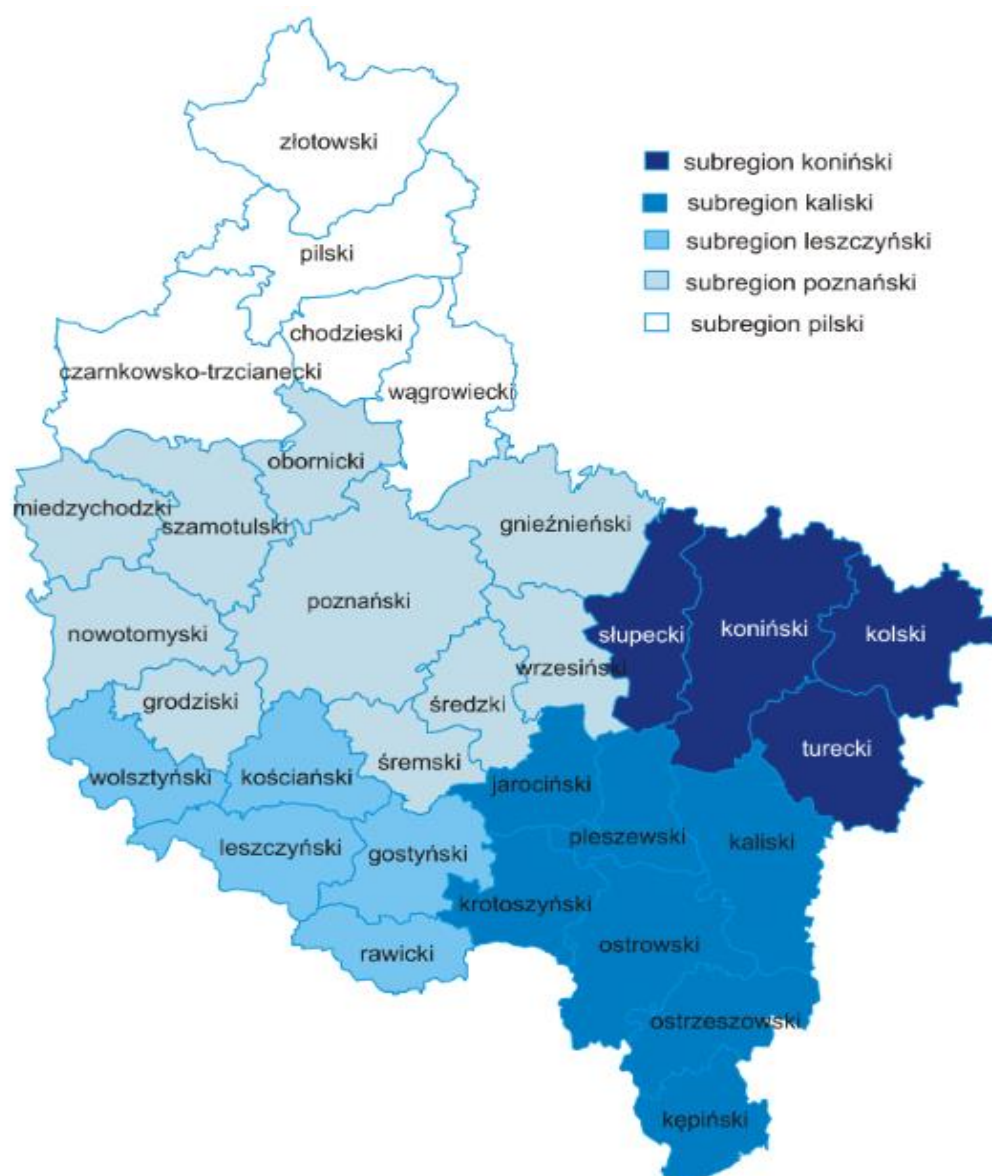 złotowski
subregion koniński
subregion kaliski
subregion leszczyński
subregion poznański
subregion pilski
pilski
chodzieski
czarnkowsko-trzcianecki
wągrowiecki
obornicki
miedzychodzki
szamotulski
gnieźnieński
poznański
nowotomyski
słupecki
koniński
kolski
wrzesiński
grodziski
średzki
śremski
turecki
wolsztyński
kościański
jarociński
pleszewski
kaliski
leszczyński
gostyński
krotoszyński
ostrowski
rawicki
ostrzeszowski
kępiński